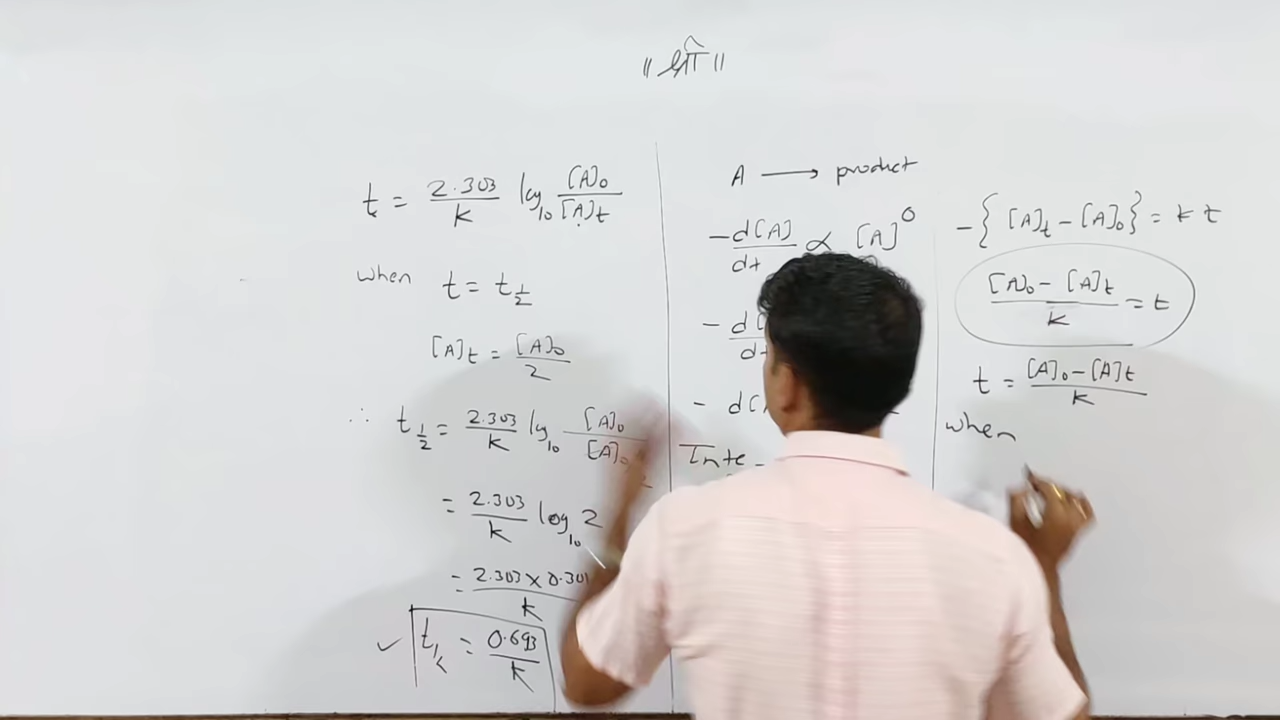 ॥ श्री ॥
t = 2.303/k log₁₀ [A]₀/[A]t
when t = t½
[A]t = [A]₀/2
∴ t½ = 2.303/k log₁₀ [A]₀/[A]₀/2
= 2.303/k log₁₀ 2
= 2.303 × 0.301/k
✓ t½ = 0.693/k
A ⟶ product
-d[A]/dt ∝ [A]⁰
- d[
- d[
Inte
-{[A]t - [A]₀} = kt
[A]₀ - [A]t/k = t
t = [A]₀ - [A]t/k
when